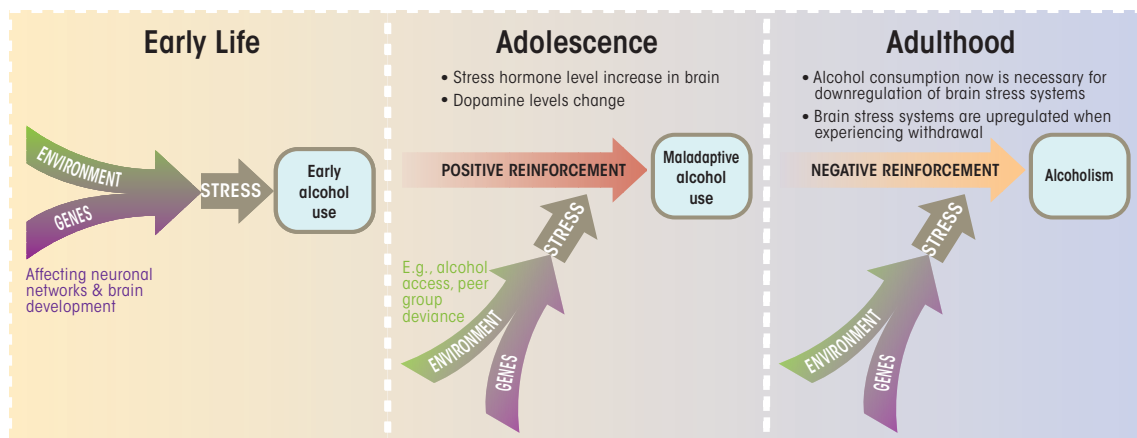 Early Life
ENVIRONMENT
GENES
STRESS
Early
alcohol
use
Affecting neuronal
networks & brain
development
Adolescence
• Stress hormone level increase in brain
• Dopamine levels change
POSITIVE REINFORCEMENT
Maladaptive
alcohol
use
STRESS
E.g., alcohol
access, peer
group
deviance
ENVIRONMENT
GENES
Adulthood
• Alcohol consumption now is necessary for
downregulation of brain stress systems
• Brain stress systems are upregulated when
experiencing withdrawal
NEGATIVE REINFORCEMENT
Alcoholism
STRESS
ENVIRONMENT
GENES